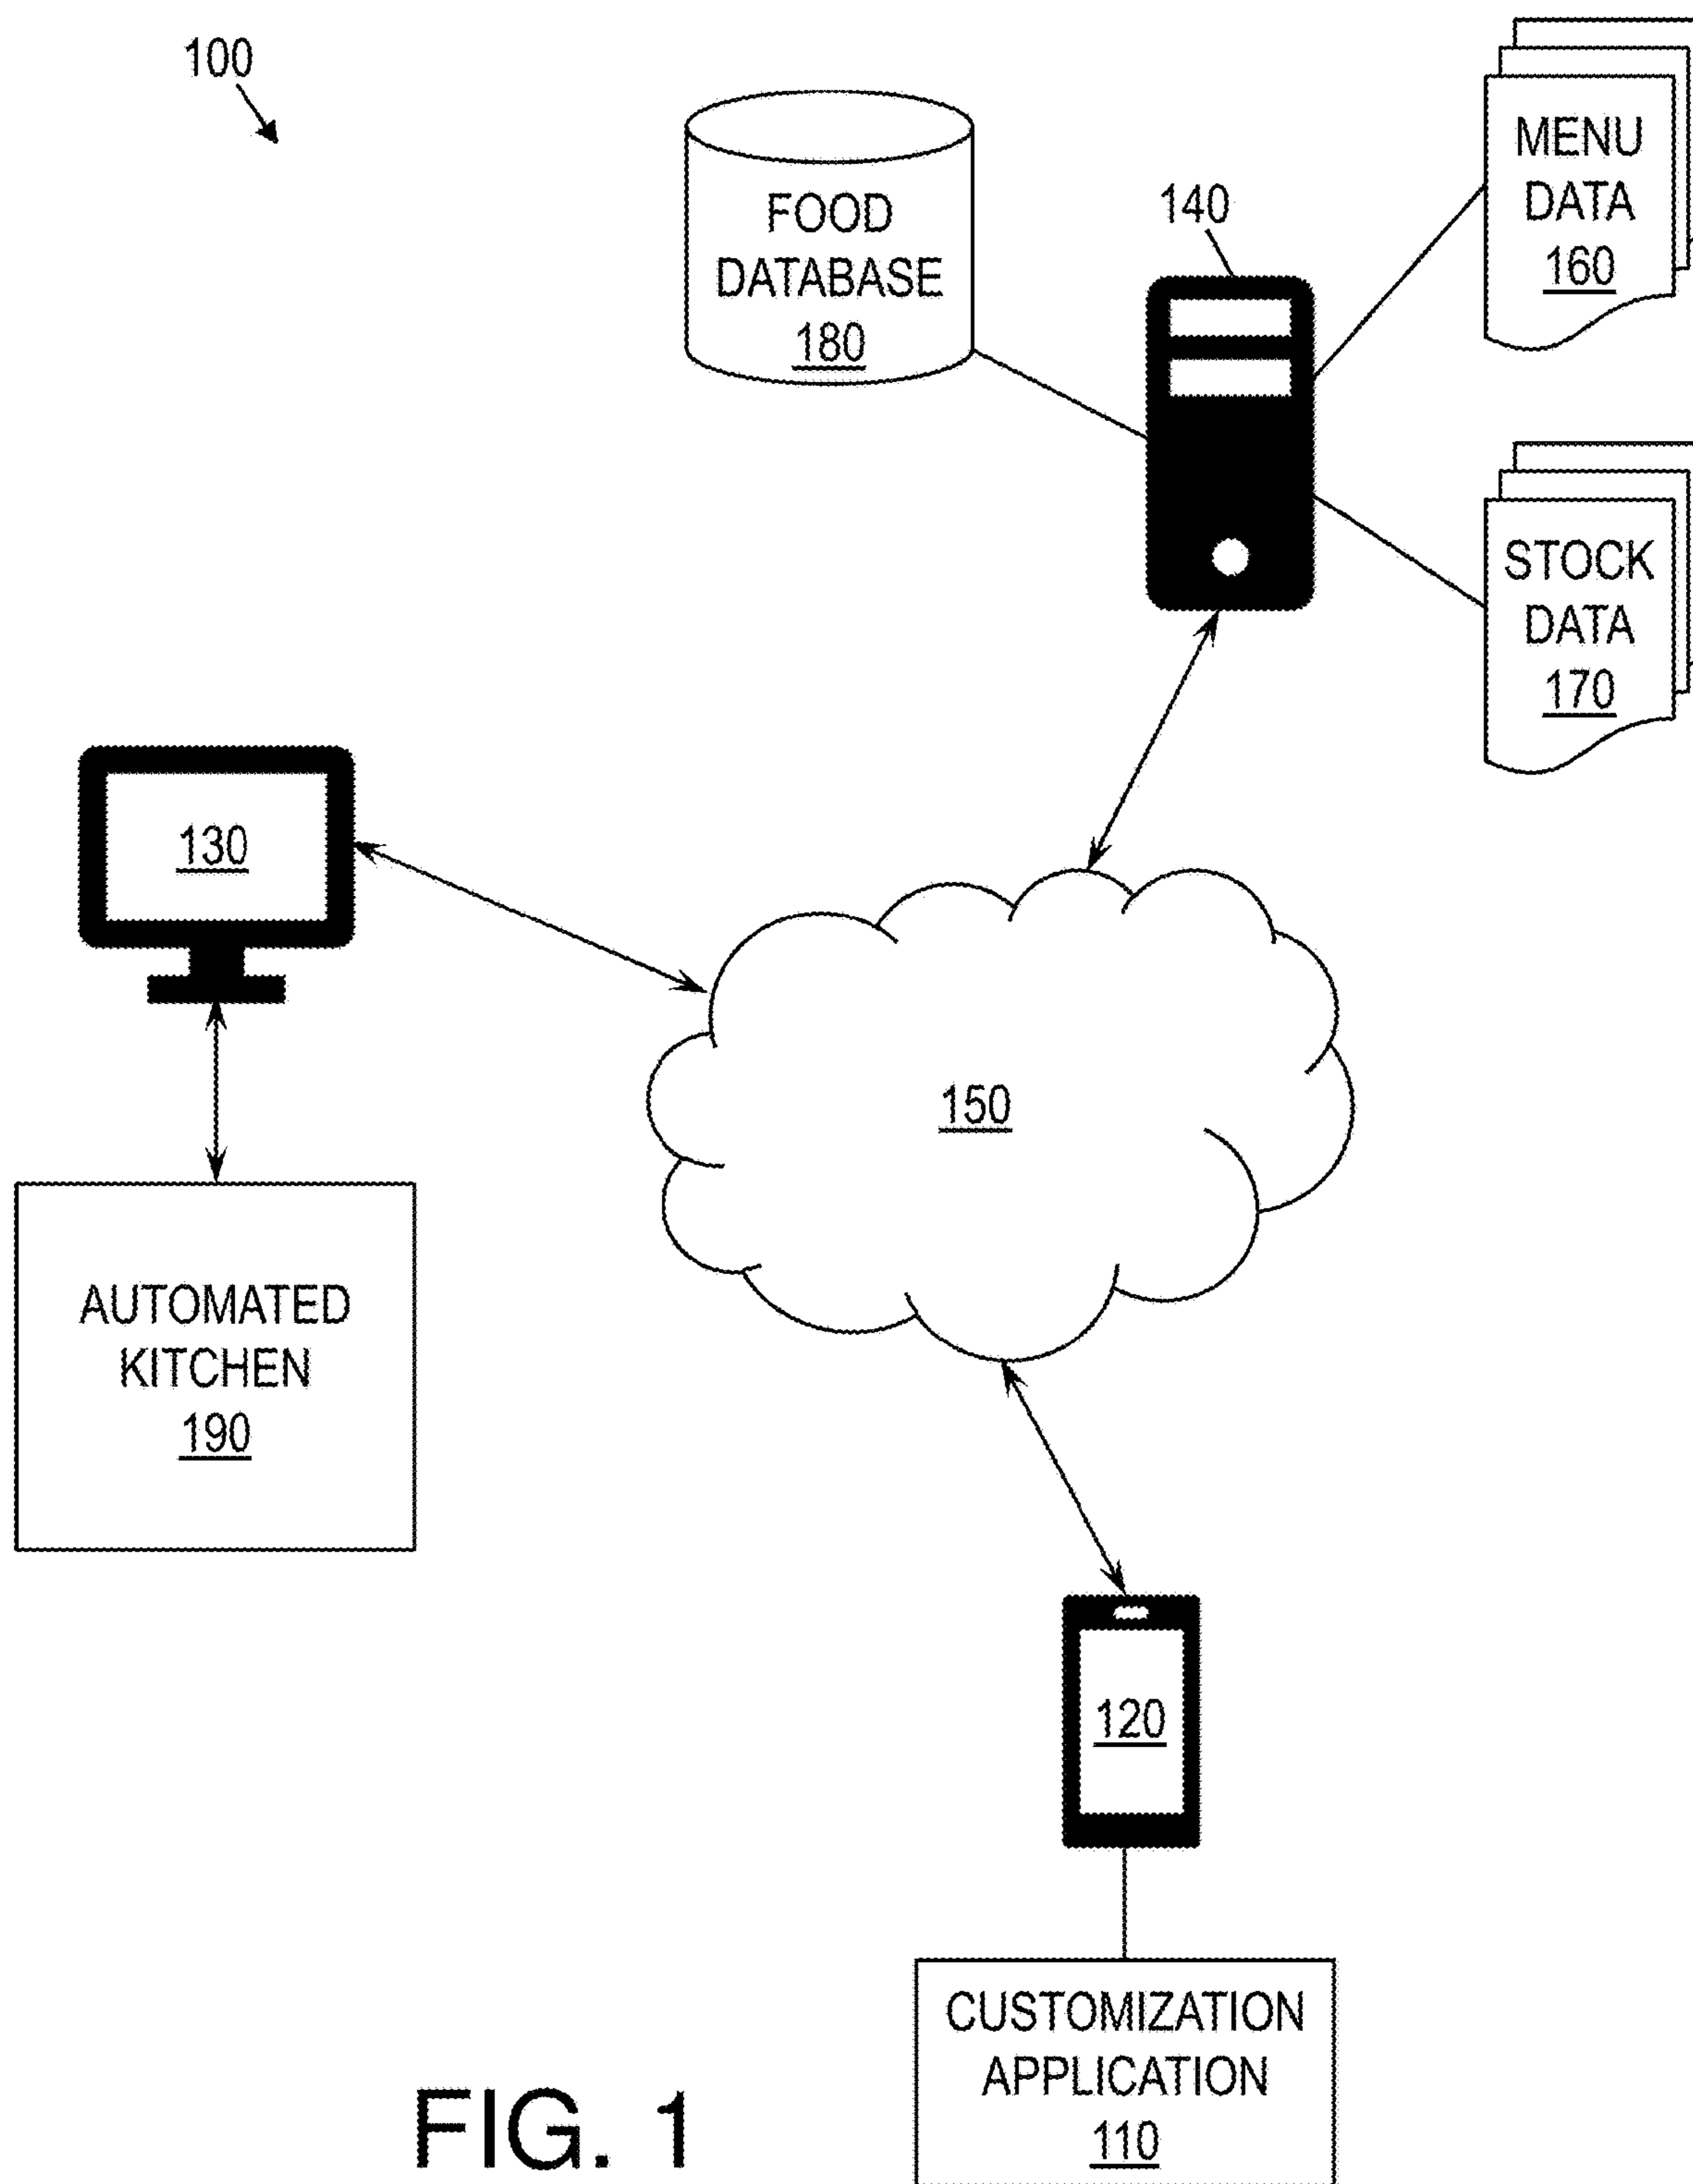 100
FOOD
DATABASE
180
140
MENU
DATA
160
STOCK
DATA
170
130
150
AUTOMATED
KITCHEN
190
120
CUSTOMIZATION
APPLICATION
110
FIG. 1